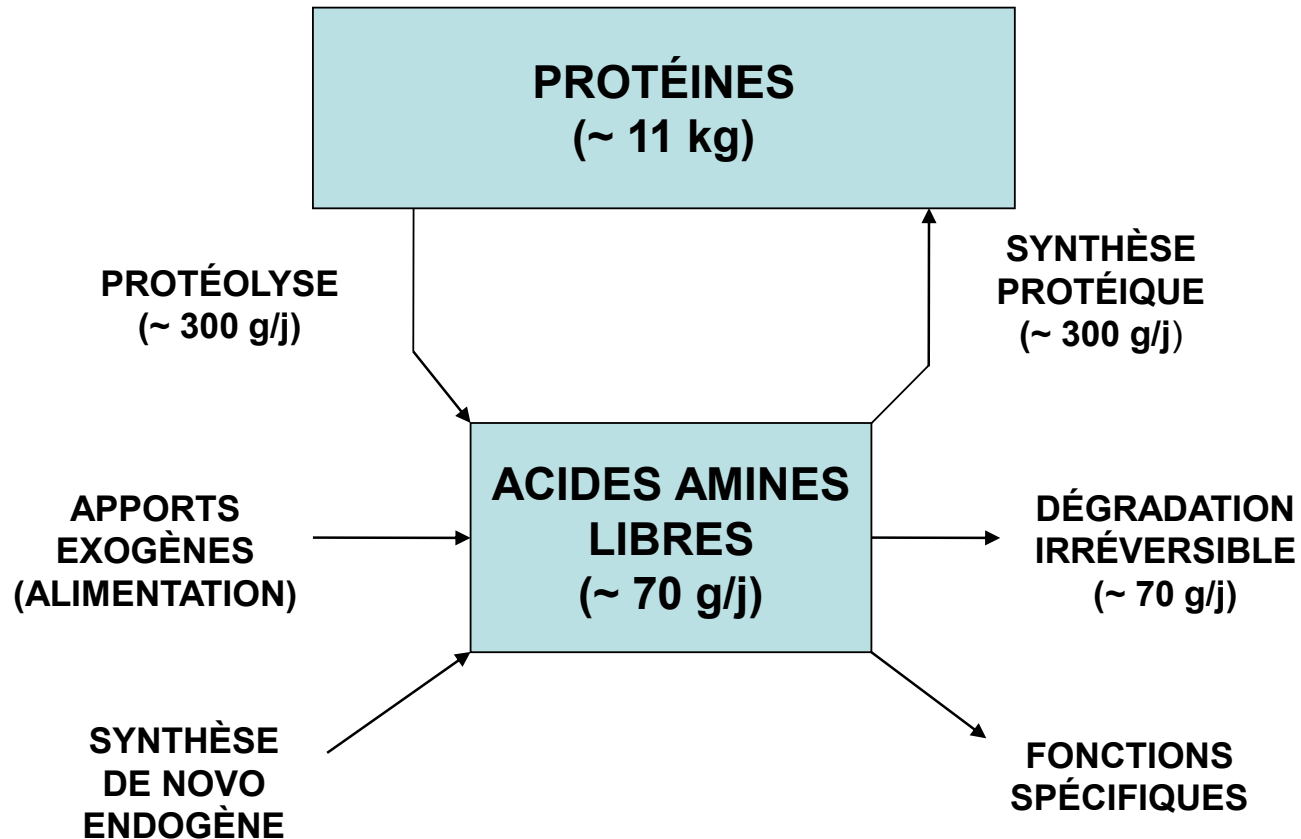 PROTÉINES
(~ 11 kg)
PROTÉOLYSE
(~ 300 g/j)
SYNTHÈSE
PROTÉIQUE
(~ 300 g/j)
APPORTS
EXOGÈNES
(ALIMENTATION)
ACIDES AMINES
LIBRES
(~ 70 g/j)
DÉGRADATION
IRRÉVERSIBLE
(~ 70 g/j)
SYNTHÈSE
DE NOVO
ENDOGÈNE
FONCTIONS
SPÉCIFIQUES